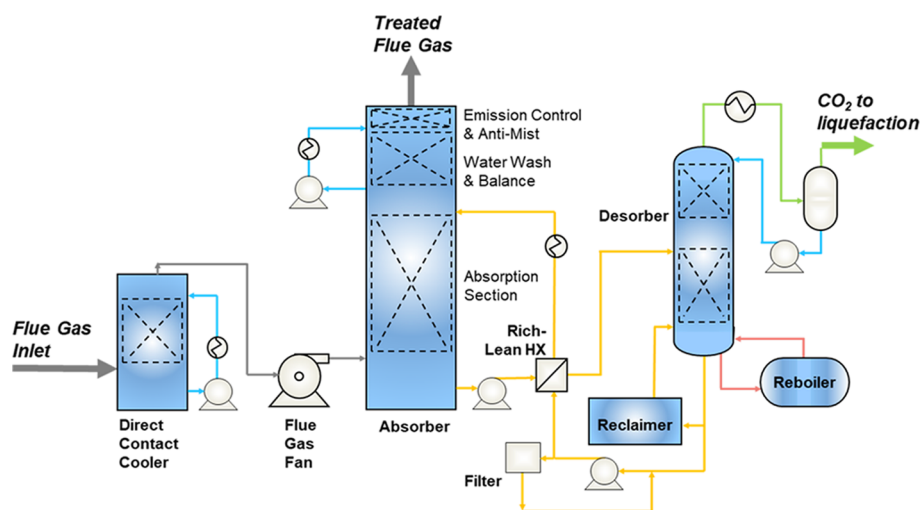 Treated
Flue Gas
Emission Control
& Anti-Mist
Water Wash
& Balance
CO₂ to
liquefaction
Desorber
Absorption
Section
Flue Gas
Inlet
Rich-
Lean HX
Reboiler
Reclaimer
Direct
Contact
Cooler
Flue
Gas
Fan
Absorber
Filter